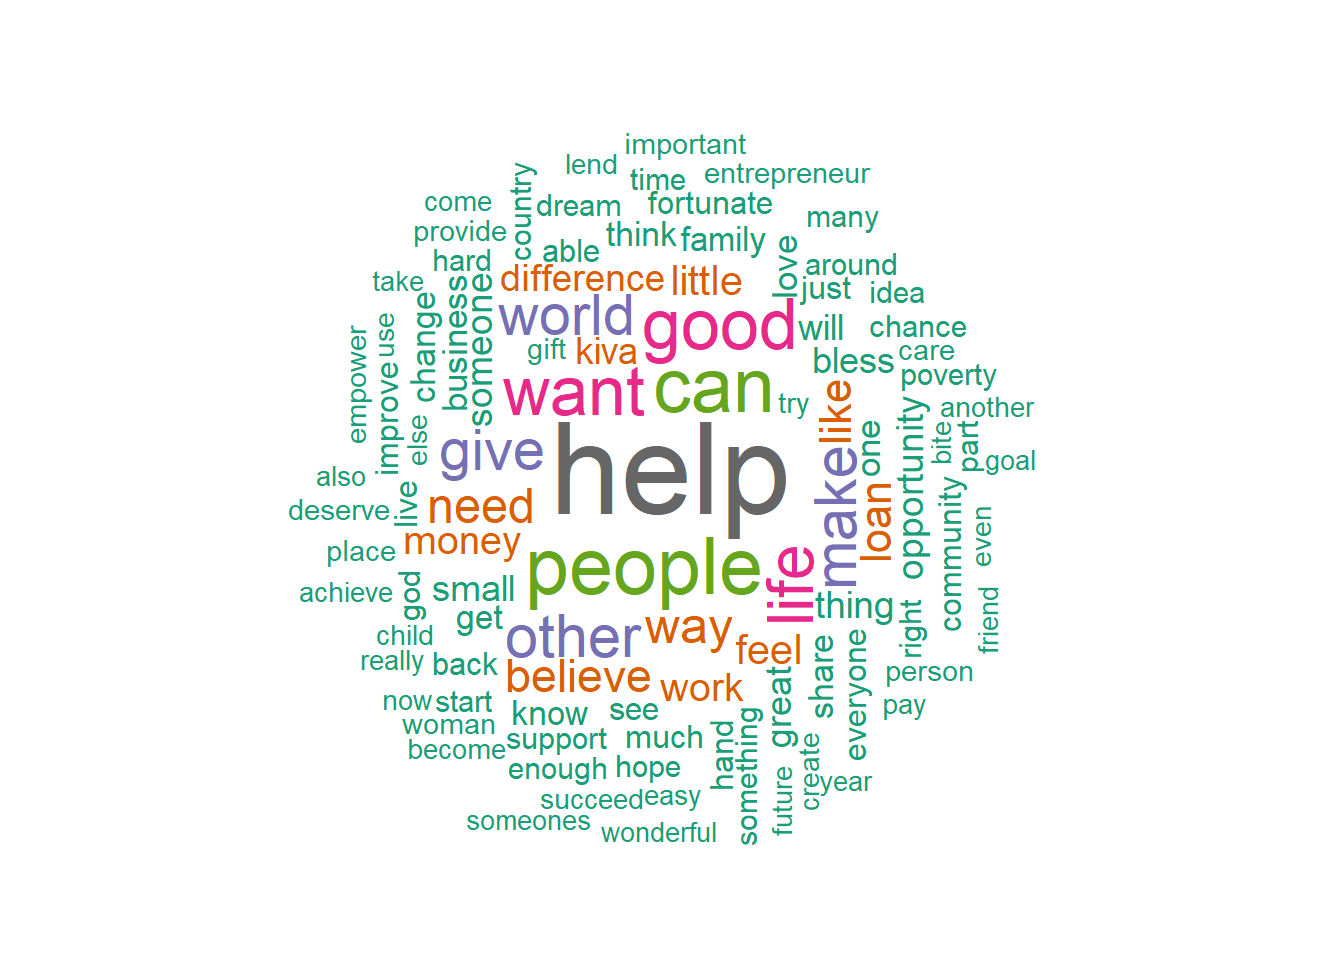 important
lend
time
entrepreneur
country
come
dream
fortunate
many
provide
think
family
able
hard
love
around
take
difference
little
just
idea
business
someone
change
world
good
will
chance
use
empower
gift
kiva
bless
care
improve
want
can
poverty
try
like
another
else
help
one
opportunity
bite
part
give
make
goal
also
live
need
loan
deserve
community
even
money
place
people
life
achieve
god
small
thing
get
friend
right
child
other
way
feel
share
everyone
really
back
believe
work
great
person
now
start
know
see
pay
woman
support
much
hand
something
become
enough
hope
future
create
year
succeed
easy
someones
wonderful